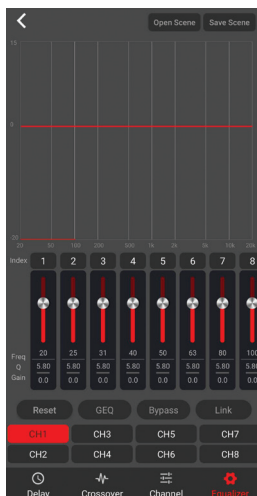 Open Scene Save Scene
15
0
-20
20 50 100 200 500 1k 2k 5k 10k 20k
Index 1 2 3 4 5 6 7 8
Freq 20 25 31 40 50 63 80 100
Q 5.80 5.80 5.80 5.80 5.80 5.80 5.80 5.80
Gain 0.0 0.0 0.0 0.0 0.0 0.0 0.0 0.0
Reset GEQ Bypass Link
CH1 CH3 CH5 CH7
CH2 CH4 CH6 CH8
Delay Crossover Channel Equalizer